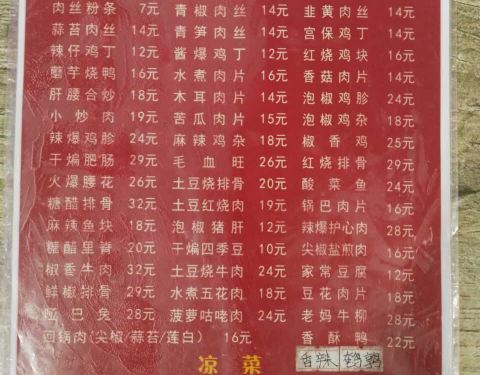 肉丝粉条 7元 青椒肉丝 14元 韭黄肉丝 14元
蒜苔肉丝 14元 青笋肉丝 14元 宫保鸡丁 14元
辣仔鸡丁 12元 酱爆鸡丁 12元 红烧鸡块 16元
蘑芋烧鸭 16元 水煮肉片 16元 香菇肉片 14元
肝腰合炒 18元 木耳肉片 14元 泡椒鸡胗 24元
小炒肉 19元 苦瓜肉片 15元 泡椒鸡杂 18元
辣爆鸡胗 24元 麻辣鸡杂 18元 椒香鸡 25元
干煸肥肠 29元 毛血旺 26元 红烧排骨 29元
火爆腰花 26元 土豆烧排骨 20元 酸菜鱼 24元
糖醋排骨 32元 土豆红烧肉 19元 锅巴肉片 16元
麻辣鱼块 18元 泡椒猪肝 12元 辣爆护心肉 28元
糖醋里脊 20元 干煸四季豆 10元 尖椒盐煎肉 16元
椒香牛肉 32元 土豆烧牛肉 24元 家常豆腐 12元
鲜椒排骨 29元 水煮五花肉 18元 豆花肉片 18元
哑巴兔 28元 菠萝咕咾肉 24元 老妈牛柳 28元
回锅肉(尖椒/蒜苔/莲白) 16元 香酥鸭 22元
凉菜 香辣鹌鹑